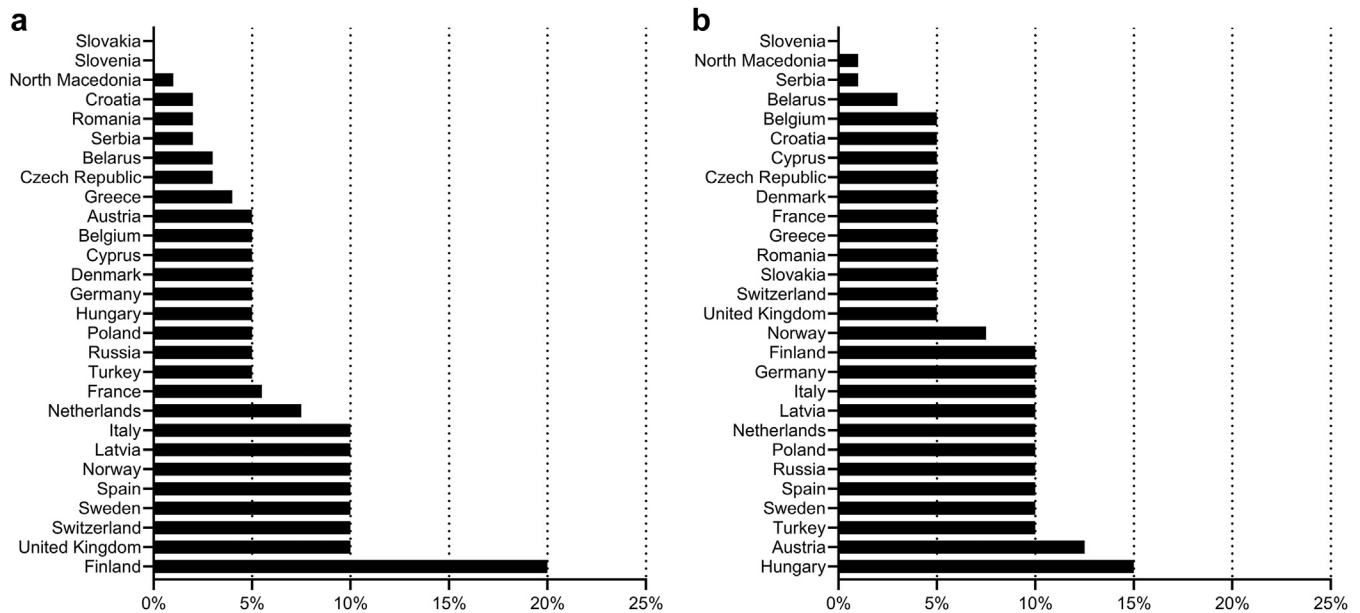 a
Slovakia
Slovenia
North Macedonia
Croatia
Romania
Serbia
Belarus
Czech Republic
Greece
Austria
Belgium
Cyprus
Denmark
Germany
Hungary
Poland
Russia
Turkey
France
Netherlands
Italy
Latvia
Norway
Spain
Sweden
Switzerland
United Kingdom
Finland
0% 5% 10% 15% 20% 25%
b
Slovenia
North Macedonia
Serbia
Belarus
Belgium
Croatia
Cyprus
Czech Republic
Denmark
France
Greece
Romania
Slovakia
Switzerland
United Kingdom
Norway
Finland
Germany
Italy
Latvia
Netherlands
Poland
Russia
Spain
Sweden
Turkey
Austria
Hungary
0% 5% 10% 15% 20% 25%